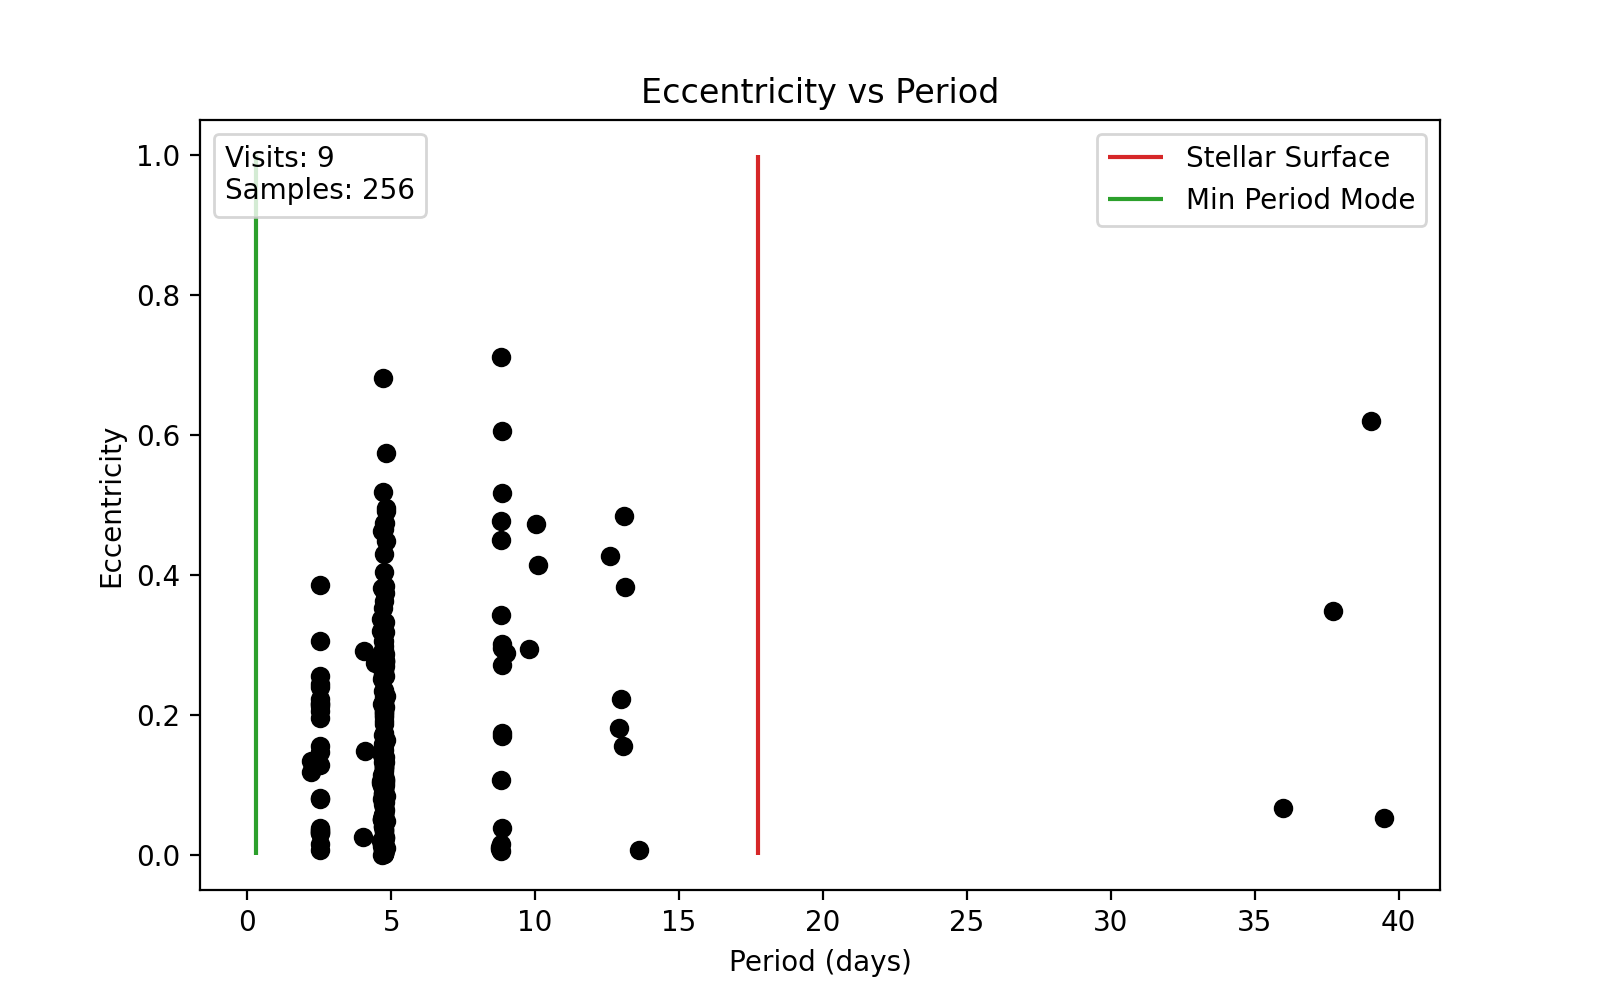 Eccentricity vs Period
Visits: 9
Samples: 256
Stellar Surface
Min Period Mode
Eccentricity
1.0
0.8
0.6
0.4
0.2
0.0
0 5 10 15 20 25 30 35 40
Period (days)